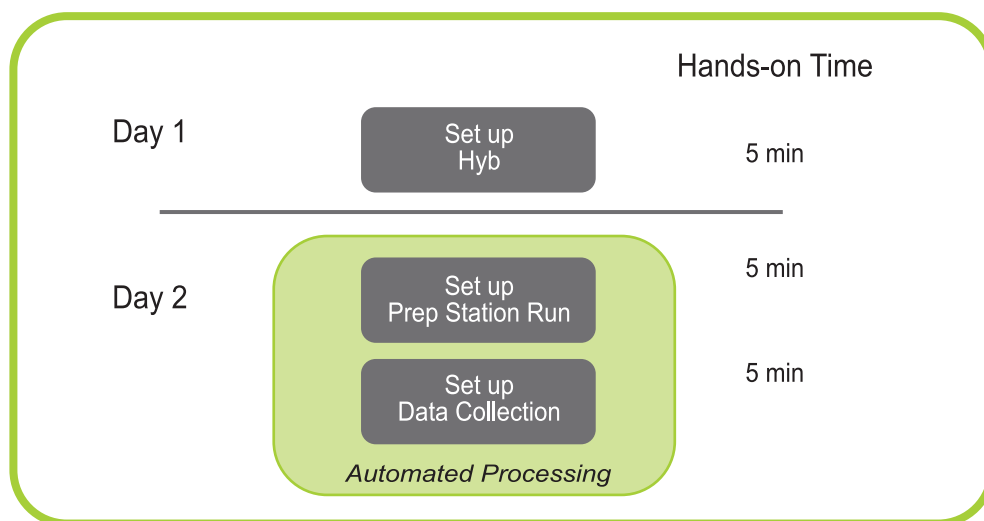 Hands-on Time
Day 1
Set up
Hyb
5 min
Day 2
Set up
Prep Station Run
5 min
Set up
Data Collection
5 min
Automated Processing